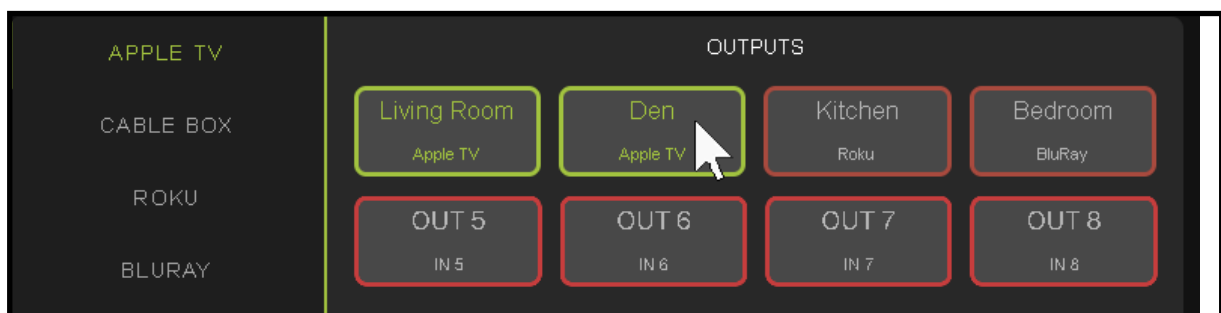 APPLE TV
CABLE BOX
ROKU
BLURAY
OUTPUTS
Living Room
Apple TV
Den
Apple TV
Kitchen
Roku
Bedroom
BluRay
OUT 5
IN 5
OUT 6
IN 6
OUT 7
IN 7
OUT 8
IN 8